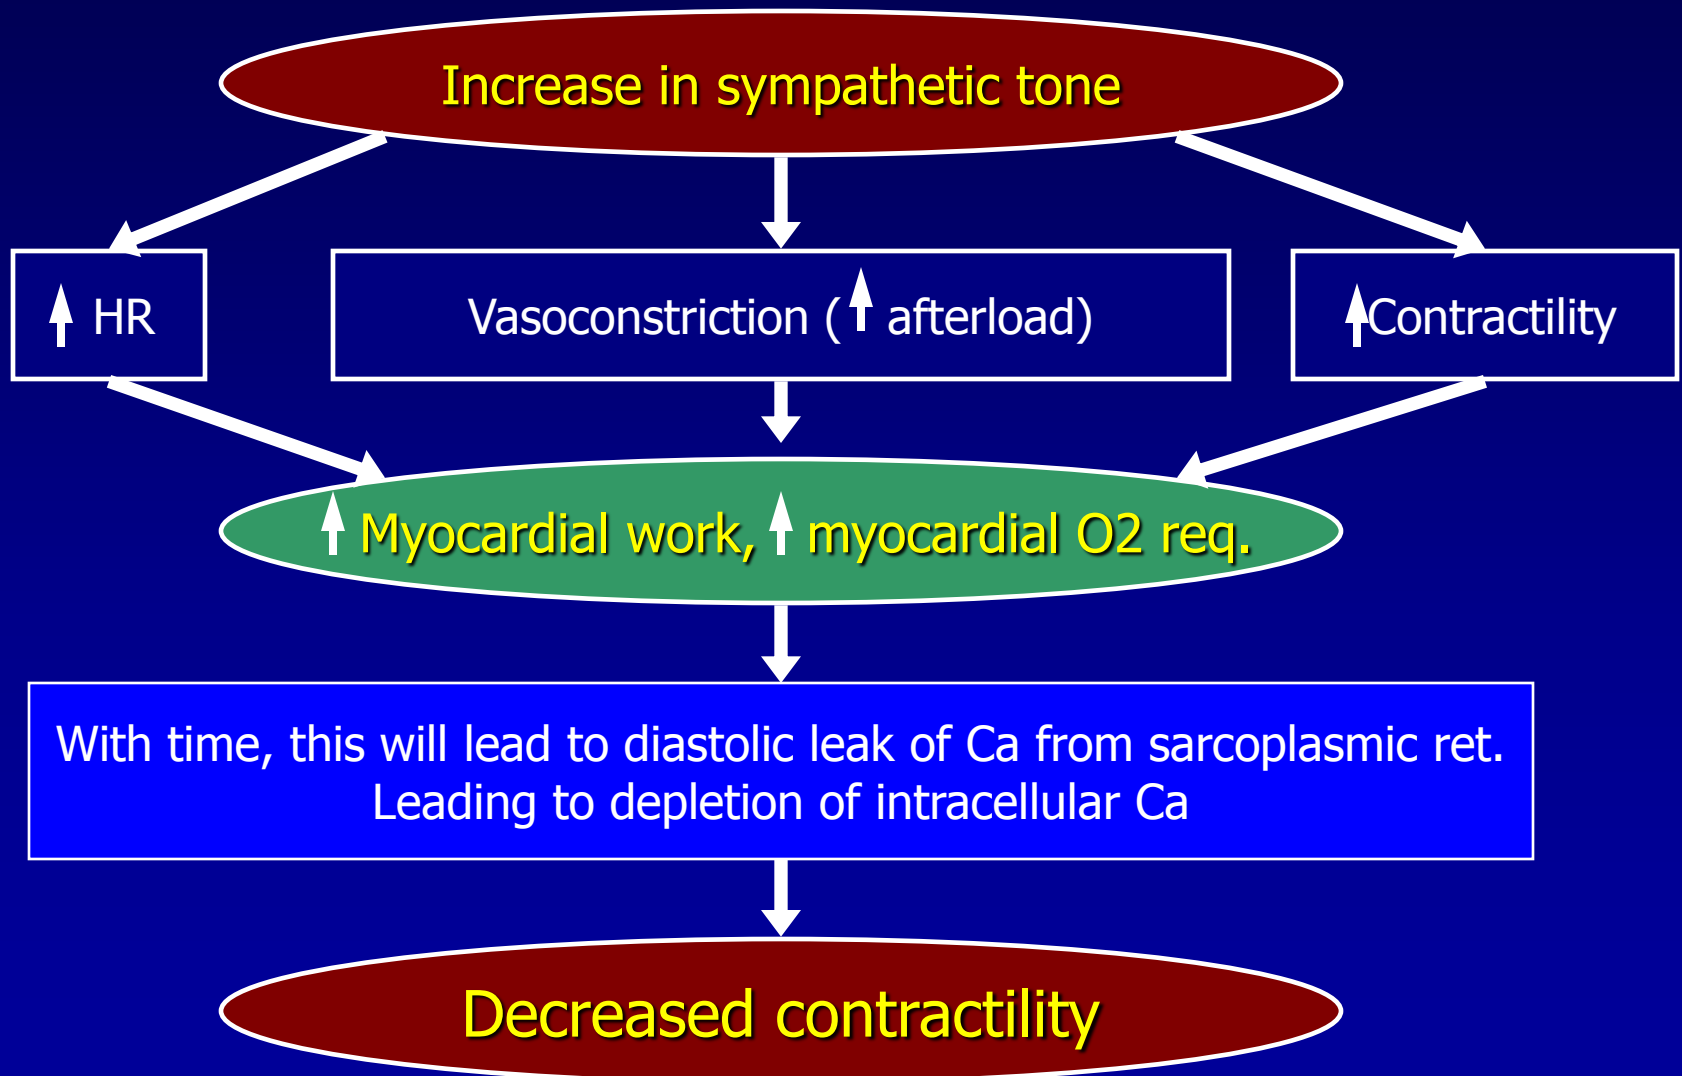 Increase in sympathetic tone
HR
Vasoconstriction ( afterload)
Contractility
Myocardial work, myocardial O2 req.
With time, this will lead to diastolic leak of Ca from sarcoplasmic ret.
Leading to depletion of intracellular Ca
Decreased contractility